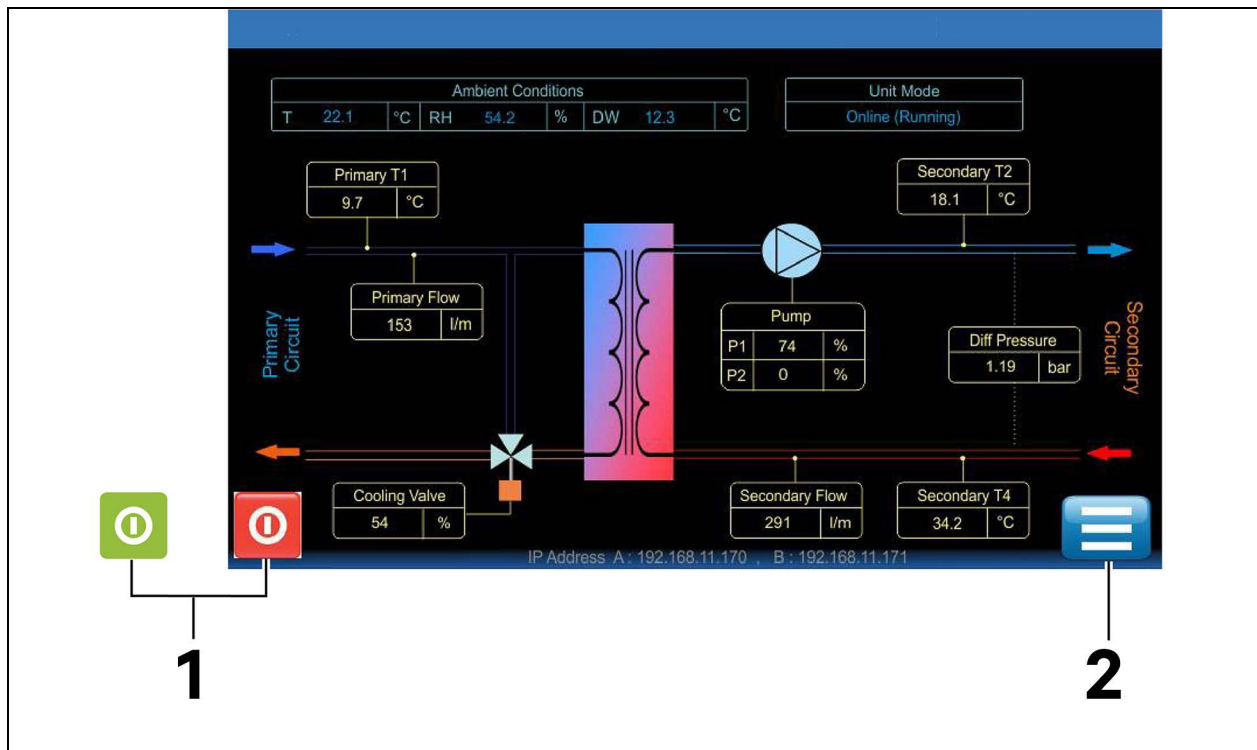 Ambient Conditions
T 22.1 °C RH 54.2 % DW 12.3 °C
Unit Mode
Online (Running)
Primary T1
9.7 °C
Secondary T2
18.1 °C
Primary Flow
153 l/m
Primary
Circuit
Pump
P1 74 %
P2 0 %
Diff Pressure
1.19 bar
Secondary
Circuit
Cooling Valve
54 %
Secondary Flow
291 l/m
Secondary T4
34.2 °C
IP Address A : 192.168.11.170 , B : 192.168.11.171
1
2